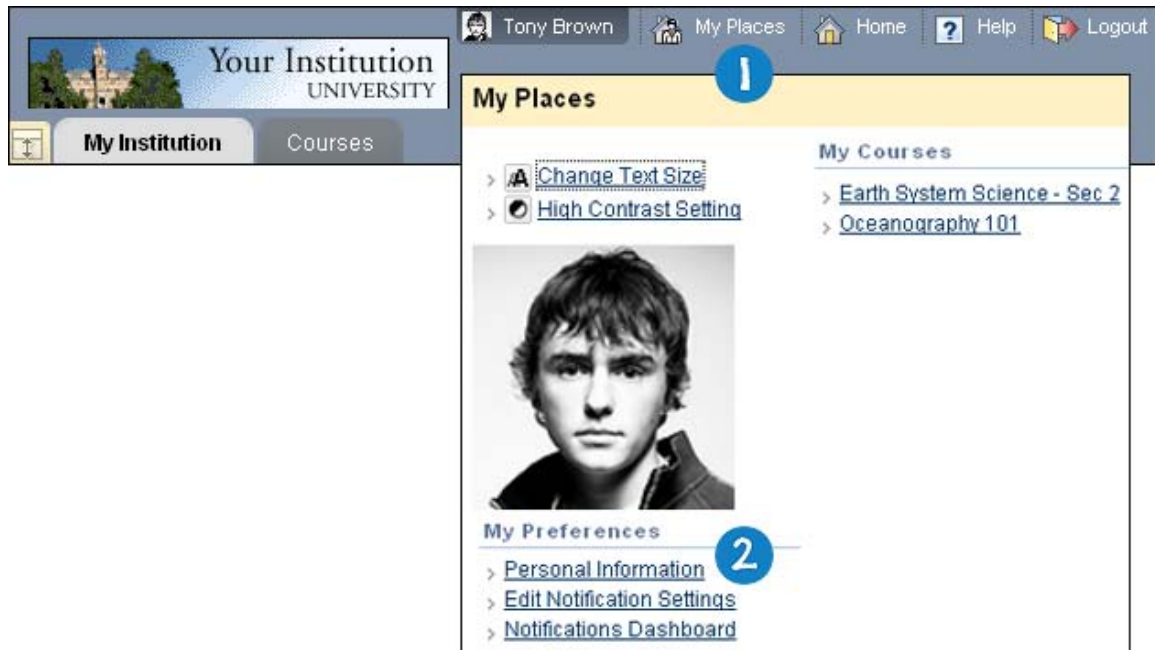 Tony Brown My Places Home ? Help Logout
1
Your Institution
UNIVERSITY
My Institution Courses
My Places
A Change Text Size
High Contrast Setting
My Courses
Earth System Science - Sec 2
Oceanography 101
My Preferences
2
Personal Information
Edit Notification Settings
Notifications Dashboard